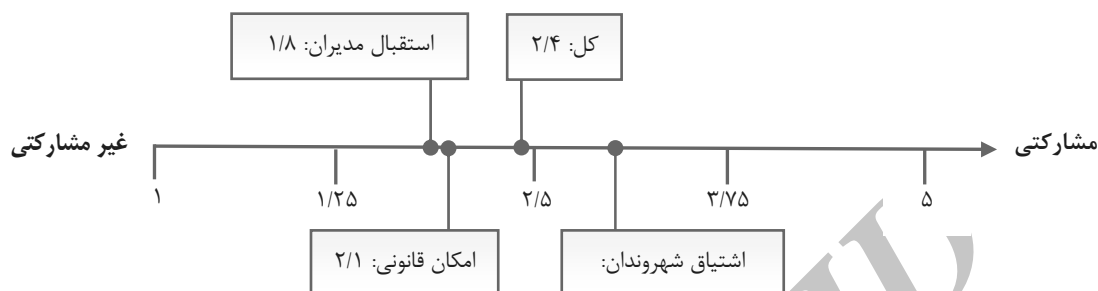 استقبال مدیران: ۱/۸
کل: ۲/۴
مشارکتی
غیر مشارکتی
۱
۱/۲۵
۲/۵
۳/۷۵
۵
امکان قانونی: ۲/۱
اشتیاق شهروندان: